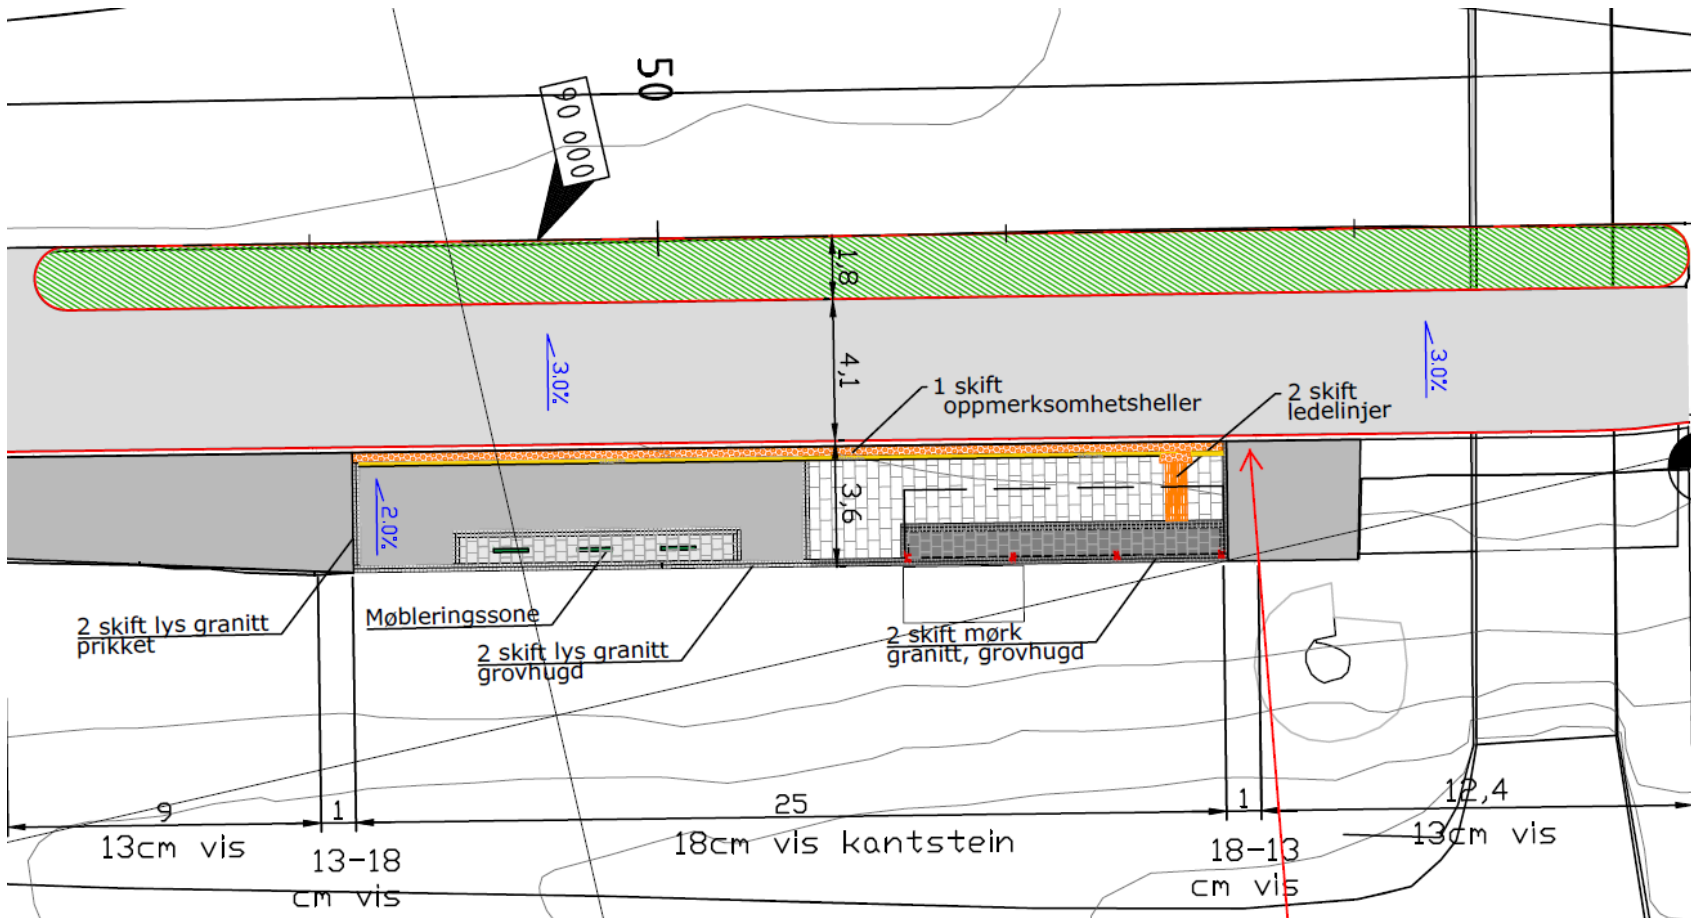 50
90 000
1,8
3.0%
4,1
3.0%
1 skift
oppmerksomhetsheller
2 skift
ledelinjer
2.0%
3,6
2 skift lys granitt
prikket
Møbleringssone
2 skift lys granitt
grovhugd
2 skift mørk
granitt, grovhugd
9
1
25
1
12,4
13cm vis
13-18
cm vis
18cm vis kantstein
18-13
cm vis
13cm vis